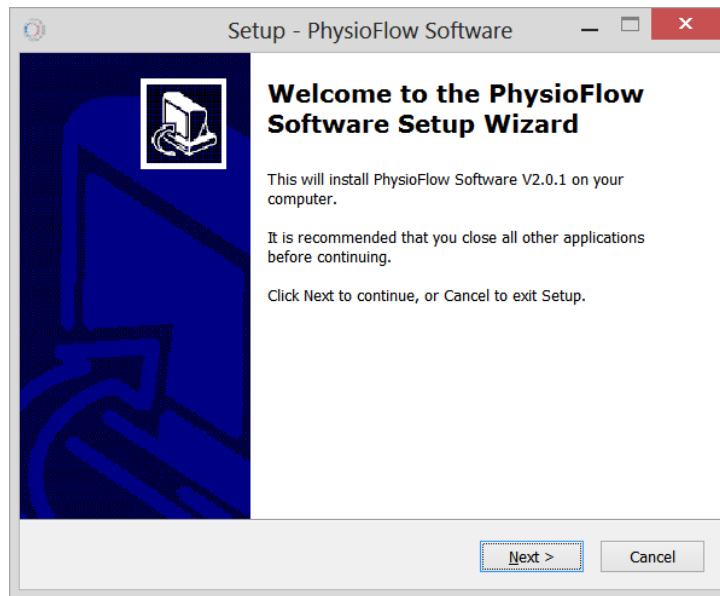 Setup - PhysioFlow Software
Welcome to the PhysioFlow
Software Setup Wizard
This will install PhysioFlow Software V2.0.1 on your
computer.
It is recommended that you close all other applications
before continuing.
Click Next to continue, or Cancel to exit Setup.
Next >
Cancel